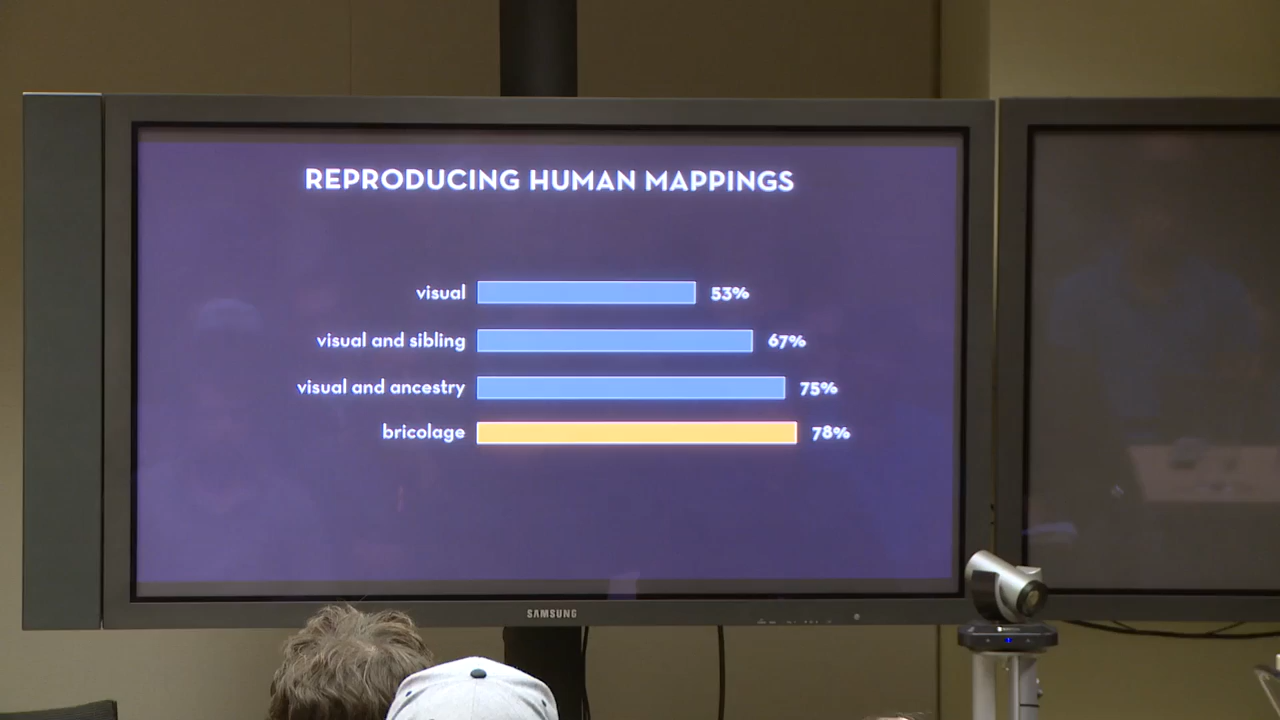 REPRODUCING HUMAN MAPPINGS
visual 53%
visual and sibling 67%
visual and ancestry 75%
bricolage 78%
SAMSUNG